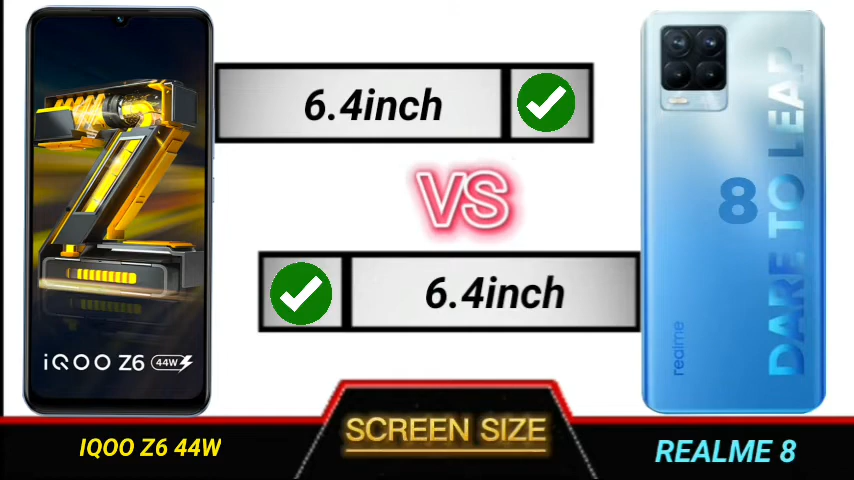 6.4inch
VS
6.4inch
iQOO Z6 44W
8
DARE TO LEAP
realme
SCREEN SIZE
IQOO Z6 44W
REALME 8